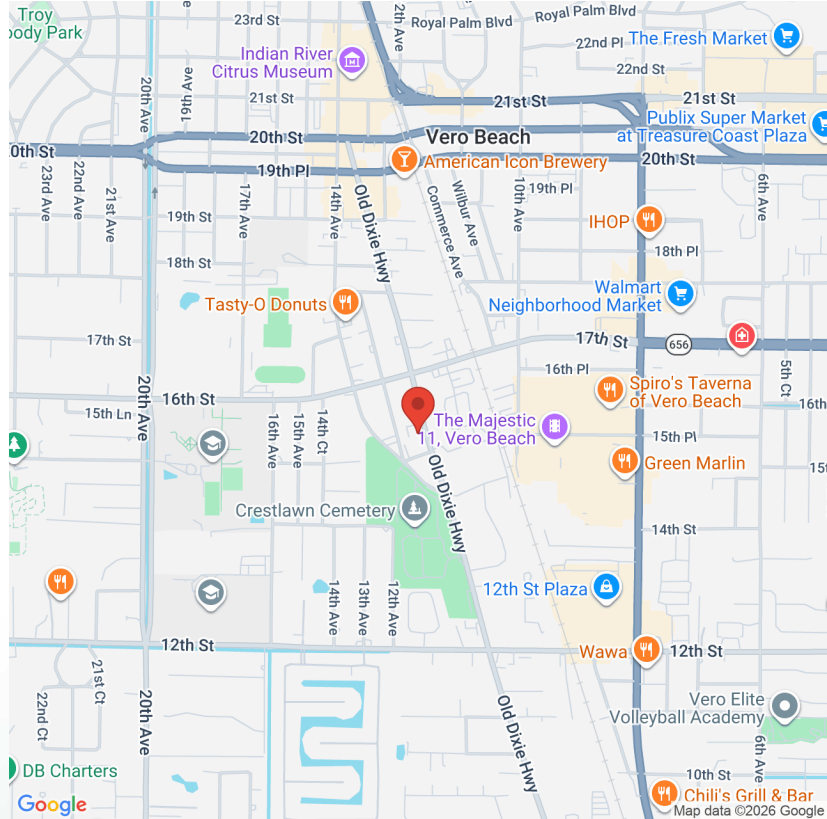 Troy
oody Park
23rd St
2th Ave
Royal Palm Blvd
Royal Palm Blvd
22nd Pl
The Fresh Market
Indian River
Citrus Museum
22nd St
20th Ave
19th Ave
21st St
21st St
21st St
Publix Super Market
at Treasure Coast Plaza
20th St
Vero Beach
0th St
American Icon Brewery
20th St
19th Pl
23rd Ave
22nd Ave
21st Ave
17th Ave
14th Ave
Old Dixie Hwy
Commerce Ave
Wilbur Ave
10th Ave
19th Pl
6th Ave
19th St
IHOP
18th Pl
18th St
Walmart
Neighborhood Market
Tasty-O Donuts
17th St
17th St
656
16th Pl
5th Ct
20th Ave
16th St
15th Ln
16th Ave
15th Ave
14th Ct
Spiro's Taverna
of Vero Beach
16th
The Majestic
11, Vero Beach
15th Pl
Green Marlin
15t
Old Dixie Hwy
Crestlawn Cemetery
14th St
12th St Plaza
14th Ave
13th Ave
12th Ave
12th St
Wawa
12th St
22nd Ct
21st Ct
20th Ave
Old Dixie Hwy
Vero Elite
Volleyball Academy
6th Ave
DB Charters
10th St
Chili's Grill & Bar
Google
Map data ©2026 Google